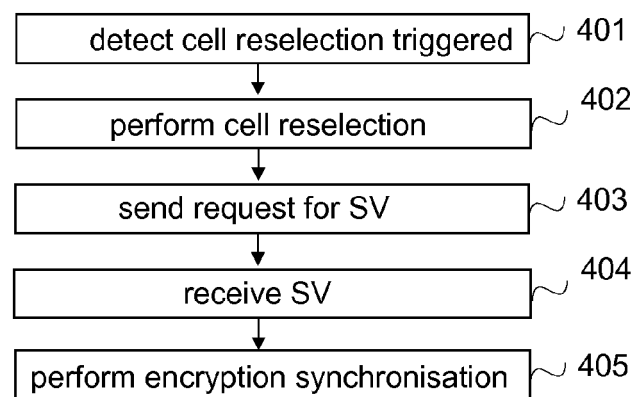 detect cell reselection triggered 401
perform cell reselection 402
send request for SV 403
receive SV 404
perform encryption synchronisation 405